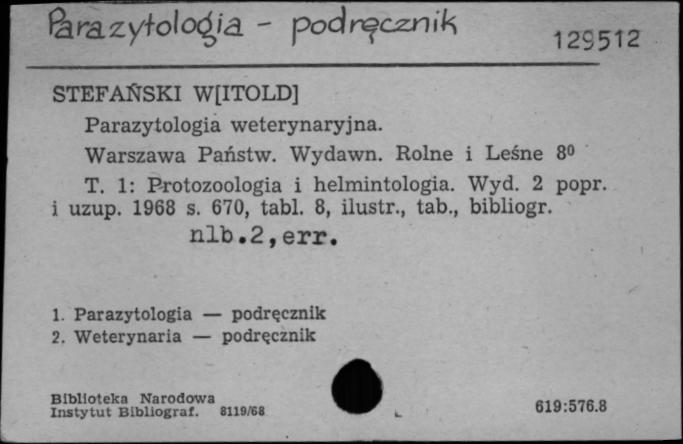 Parazytologia - podręcznik
129512
STEFAŃSKI W[ITOLD]
Parazytologia weterynaryjna.
Warszawa Państw. Wydawn. Rolne i Leśne 8⁰
T. 1: Protozoologia i helmintologia. Wyd. 2 popr.
i uzup. 1968 s. 670, tabl. 8, ilustr., tab., bibliogr.
nlb.2,err.
1. Parazytologia — podręcznik
2. Weterynaria — podręcznik
Biblioteka Narodowa
Instytut Bibliograf. 8119/68
619:576.8